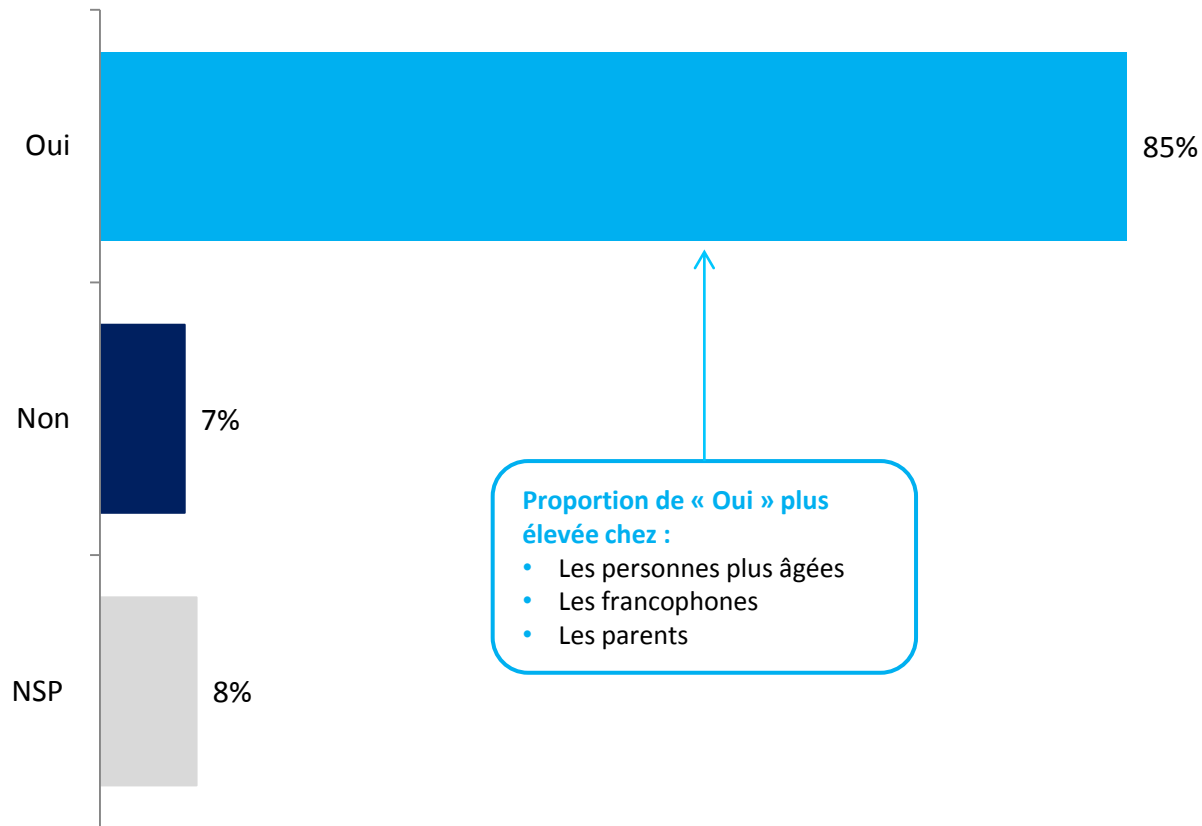 Oui
85%
Non
7%
Proportion de « Oui » plus
élevée chez :
• Les personnes plus âgées
• Les francophones
• Les parents
NSP
8%